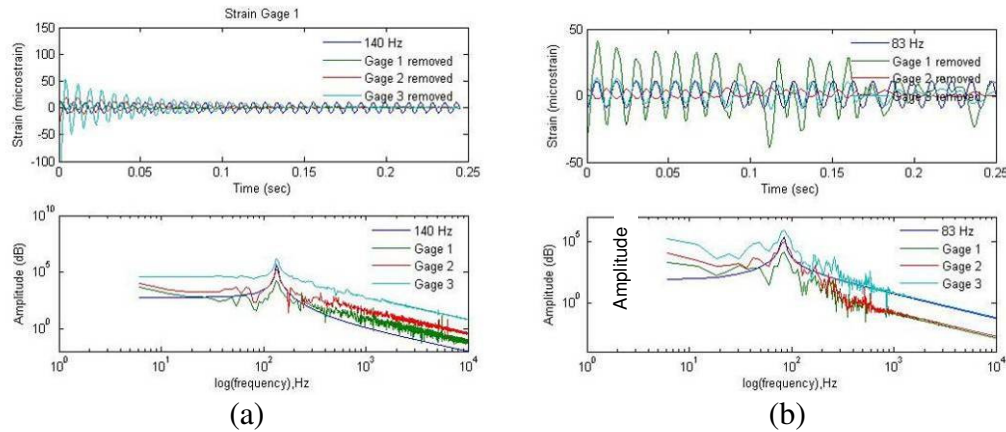 Strain Gage 1
150
100
50
0
-50
-100
Strain (microstrain)
140 Hz
Gage 1 removed
Gage 2 removed
Gage 3 removed
0 0.05 0.1 0.15 0.2 0.25
Time (sec)
10^10
10^5
10^0
Amplitude (dB)
140 Hz
Gage 1
Gage 2
Gage 3
10^0 10^1 10^2 10^3 10^4
log(frequency),Hz
(a)
50
0
-50
Strain (microstrain)
83 Hz
Gage 1 removed
Gage 2 removed
Gage 3 removed
0 0.05 0.1 0.15 0.2 0.25
Time (sec)
Amplitude
10^5
10^0
Amplitude (dB)
83 Hz
Gage 1
Gage 2
Gage 3
10^0 10^1 10^2 10^3 10^4
log(frequency),Hz
(b)